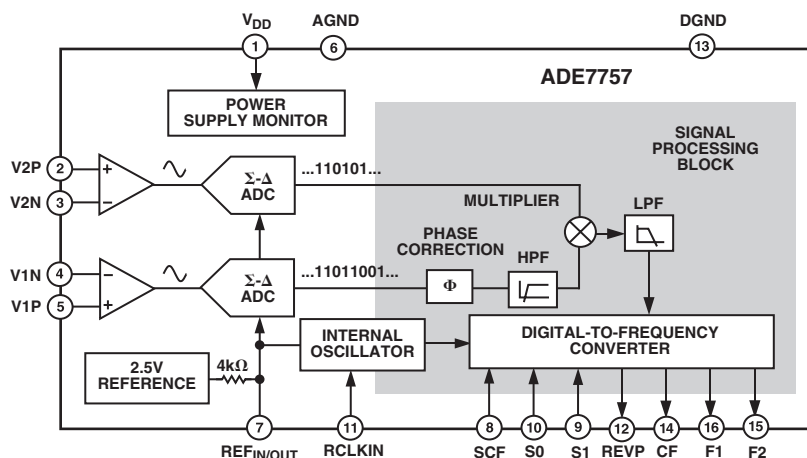 V_DD AGND DGND
1 6 13
ADE7757
POWER
SUPPLY MONITOR
SIGNAL
PROCESSING
BLOCK
V2P 2 +
V2N 3 –
Σ-Δ
ADC
...110101...
MULTIPLIER
LPF
PHASE
CORRECTION
HPF
V1N 4 –
V1P 5 +
Σ-Δ
ADC
...11011001...
Φ
INTERNAL
OSCILLATOR
DIGITAL-TO-FREQUENCY
CONVERTER
2.5V
REFERENCE
4kΩ
7 11 8 10 9 12 14 16 15
REF_IN/OUT RCLKIN SCF S0 S1 REVP CF F1 F2